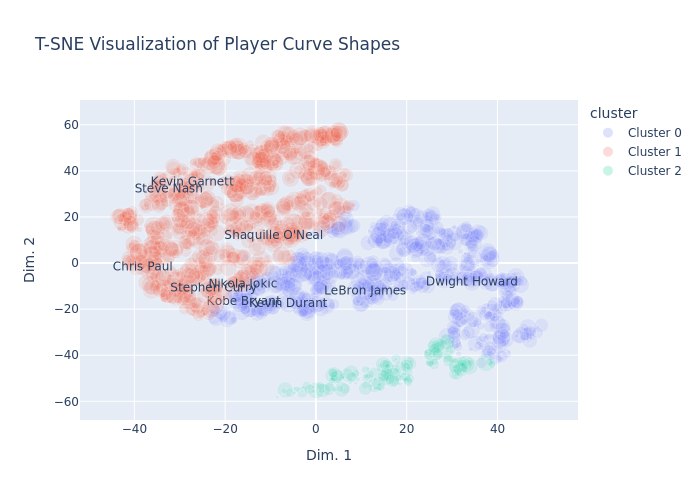 T-SNE Visualization of Player Curve Shapes
cluster
Cluster 0
Cluster 1
Cluster 2
60
40
20
0
−20
−40
−60
Dim. 2
Kevin Garnett
Steve Nash
Shaquille O'Neal
Chris Paul
Nikola Jokic
Stephen Curry
Dwight Howard
LeBron James
Kobe Bryant
Kevin Durant
−40
−20
0
20
40
Dim. 1